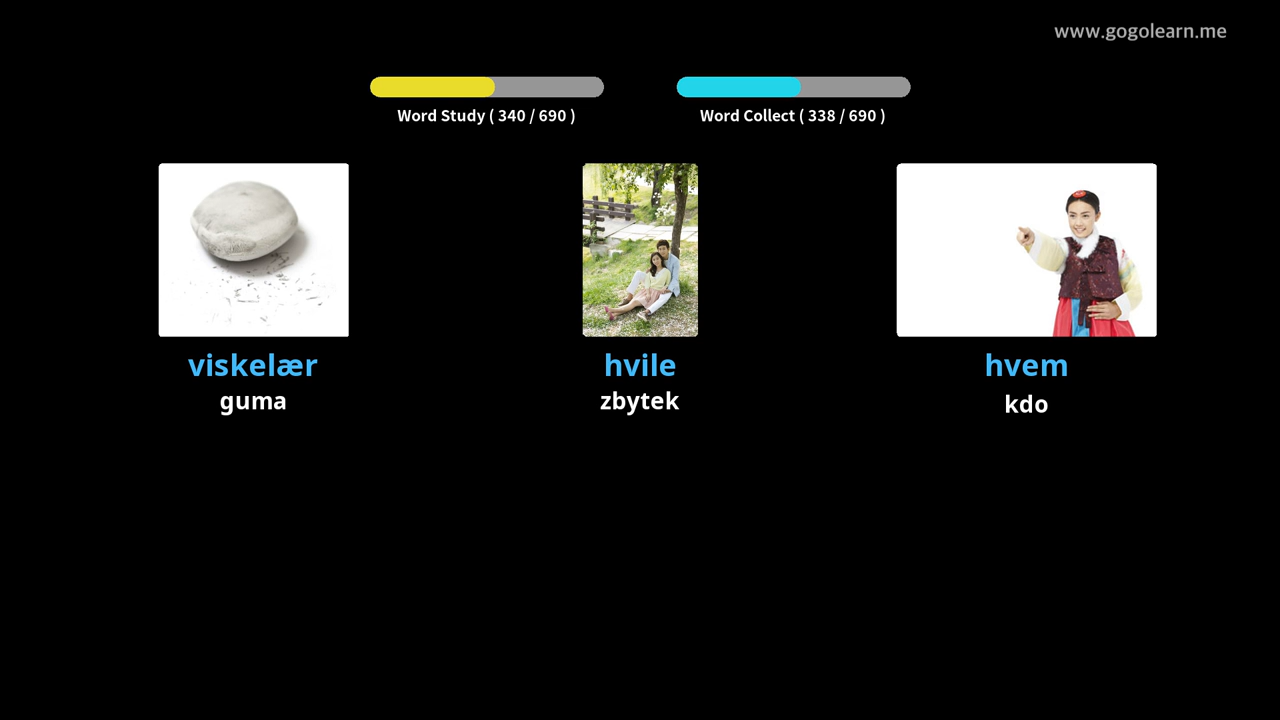 www.gogolearn.me
Word Study ( 340 / 690 )
Word Collect ( 338 / 690 )
viskelær
guma
hvile
zbytek
hvem
kdo